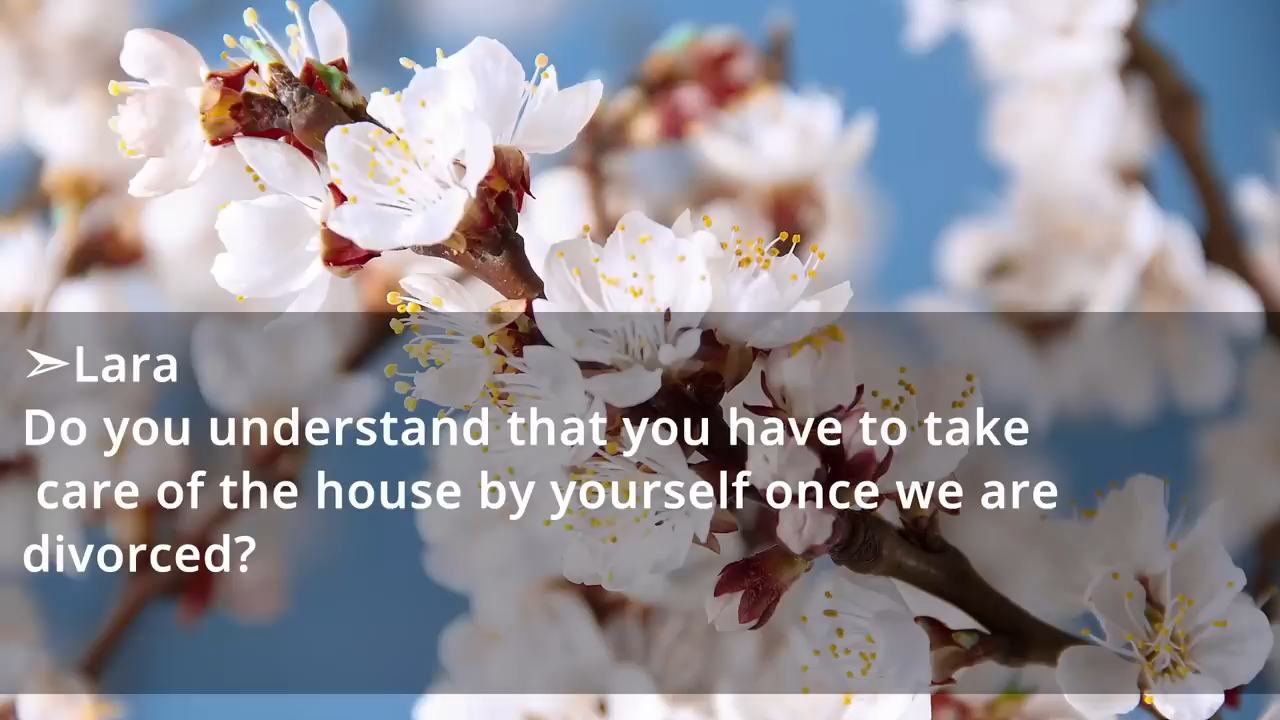 ➣Lara
Do you understand that you have to take
care of the house by yourself once we are
divorced?